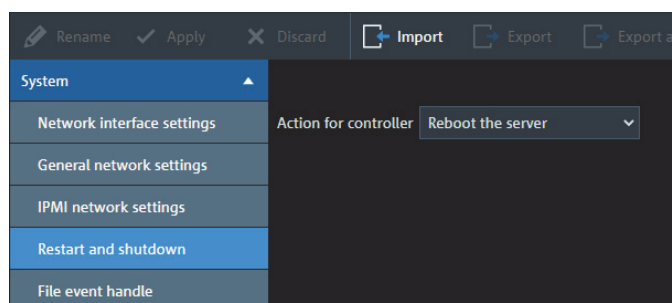 Rename Apply Discard Import Export Export a
System
Network interface settings
Action for controller Reboot the server
General network settings
IPMI network settings
Restart and shutdown
File event handle